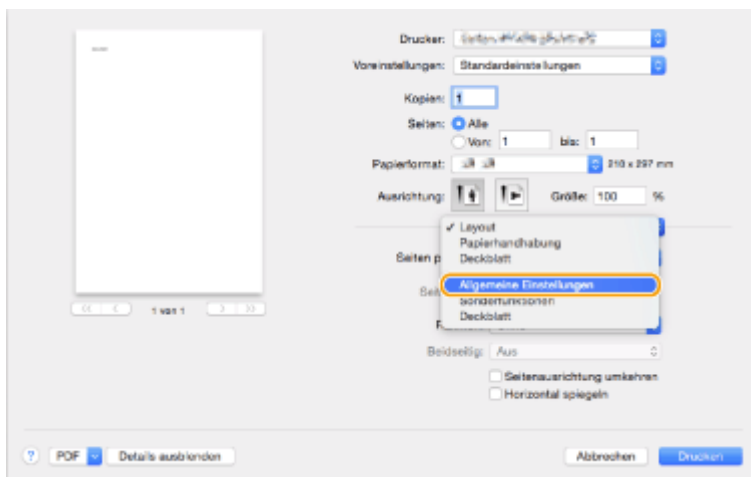 Drucker:
Voreinstellungen: Standardeinstellungen
Kopien: 1
Seiten: Alle
Von: 1 bis: 1
Papierformat: 210 x 297 mm
Ausrichtung: Größe: 100 %
✓ Layout
Papierhandhabung
Deckblatt
Seiten p
Allgemeine Einstellungen
Sonderfunktionen
Deckblatt
Beidseitig: Aus
Seitenausrichtung umkehren
Horizontal spiegeln
1 von 1
? PDF Details ausblenden Abbrechen Drucken